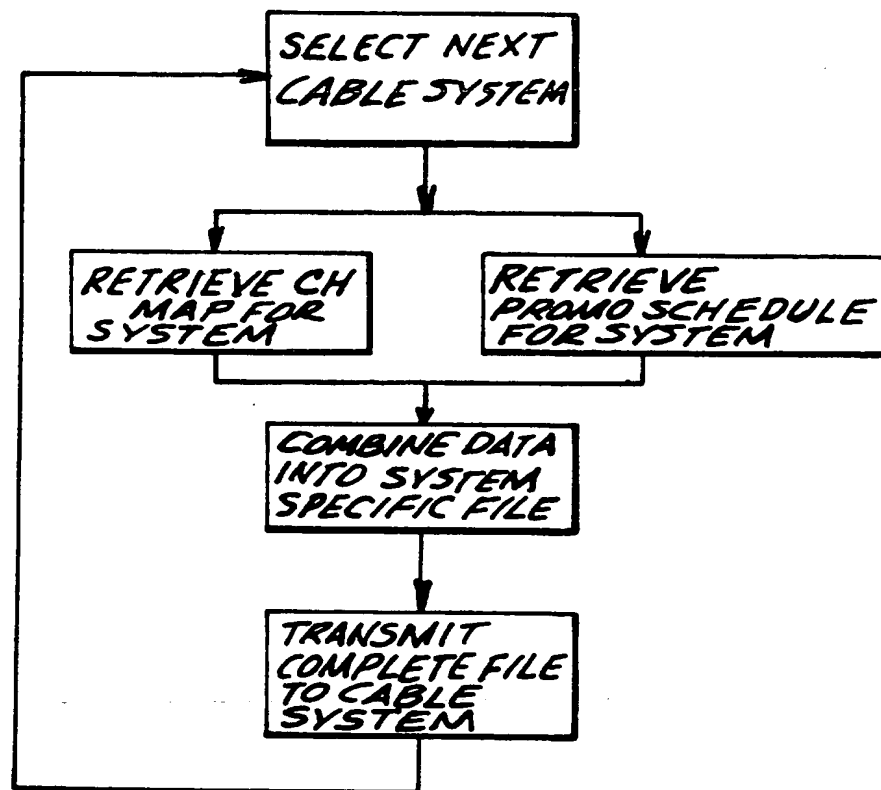 SELECT NEXT
CABLE SYSTEM
RETRIEVE CH
MAP FOR
SYSTEM
RETRIEVE
PROMO SCHEDULE
FOR SYSTEM
COMBINE DATA
INTO SYSTEM
SPECIFIC FILE
TRANSMIT
COMPLETE FILE
TO CABLE
SYSTEM